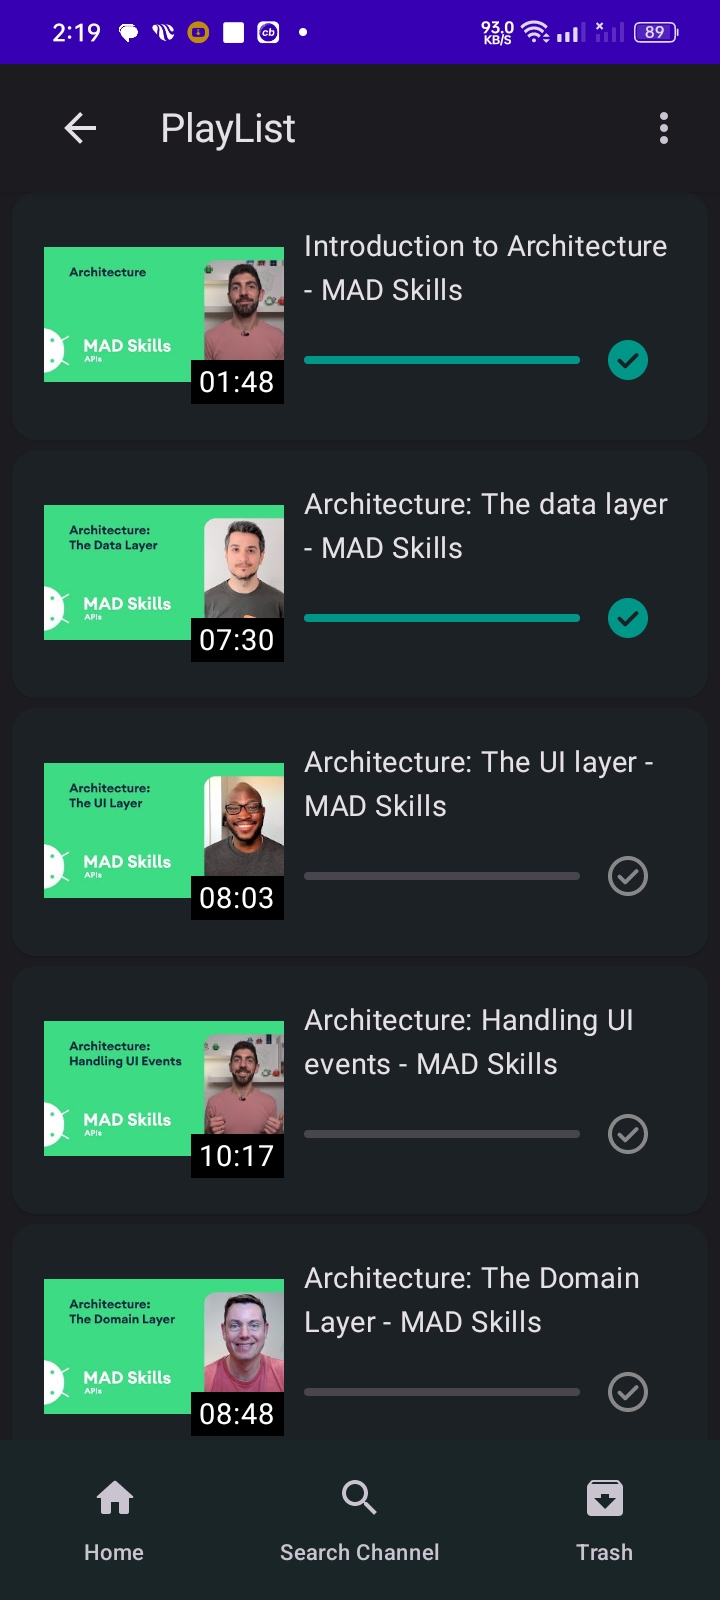 2:19
cb
93.0
KB/S
89
PlayList
Architecture
MAD Skills
APIs
01:48
Introduction to Architecture
- MAD Skills
Architecture:
The Data Layer
MAD Skills
APIs
07:30
Architecture: The data layer
- MAD Skills
Architecture:
The UI Layer
MAD Skills
APIs
08:03
Architecture: The UI layer -
MAD Skills
Architecture:
Handling UI Events
MAD Skills
APIs
10:17
Architecture: Handling UI
events - MAD Skills
Architecture:
The Domain Layer
MAD Skills
APIs
08:48
Architecture: The Domain
Layer - MAD Skills
Home
Search Channel
Trash